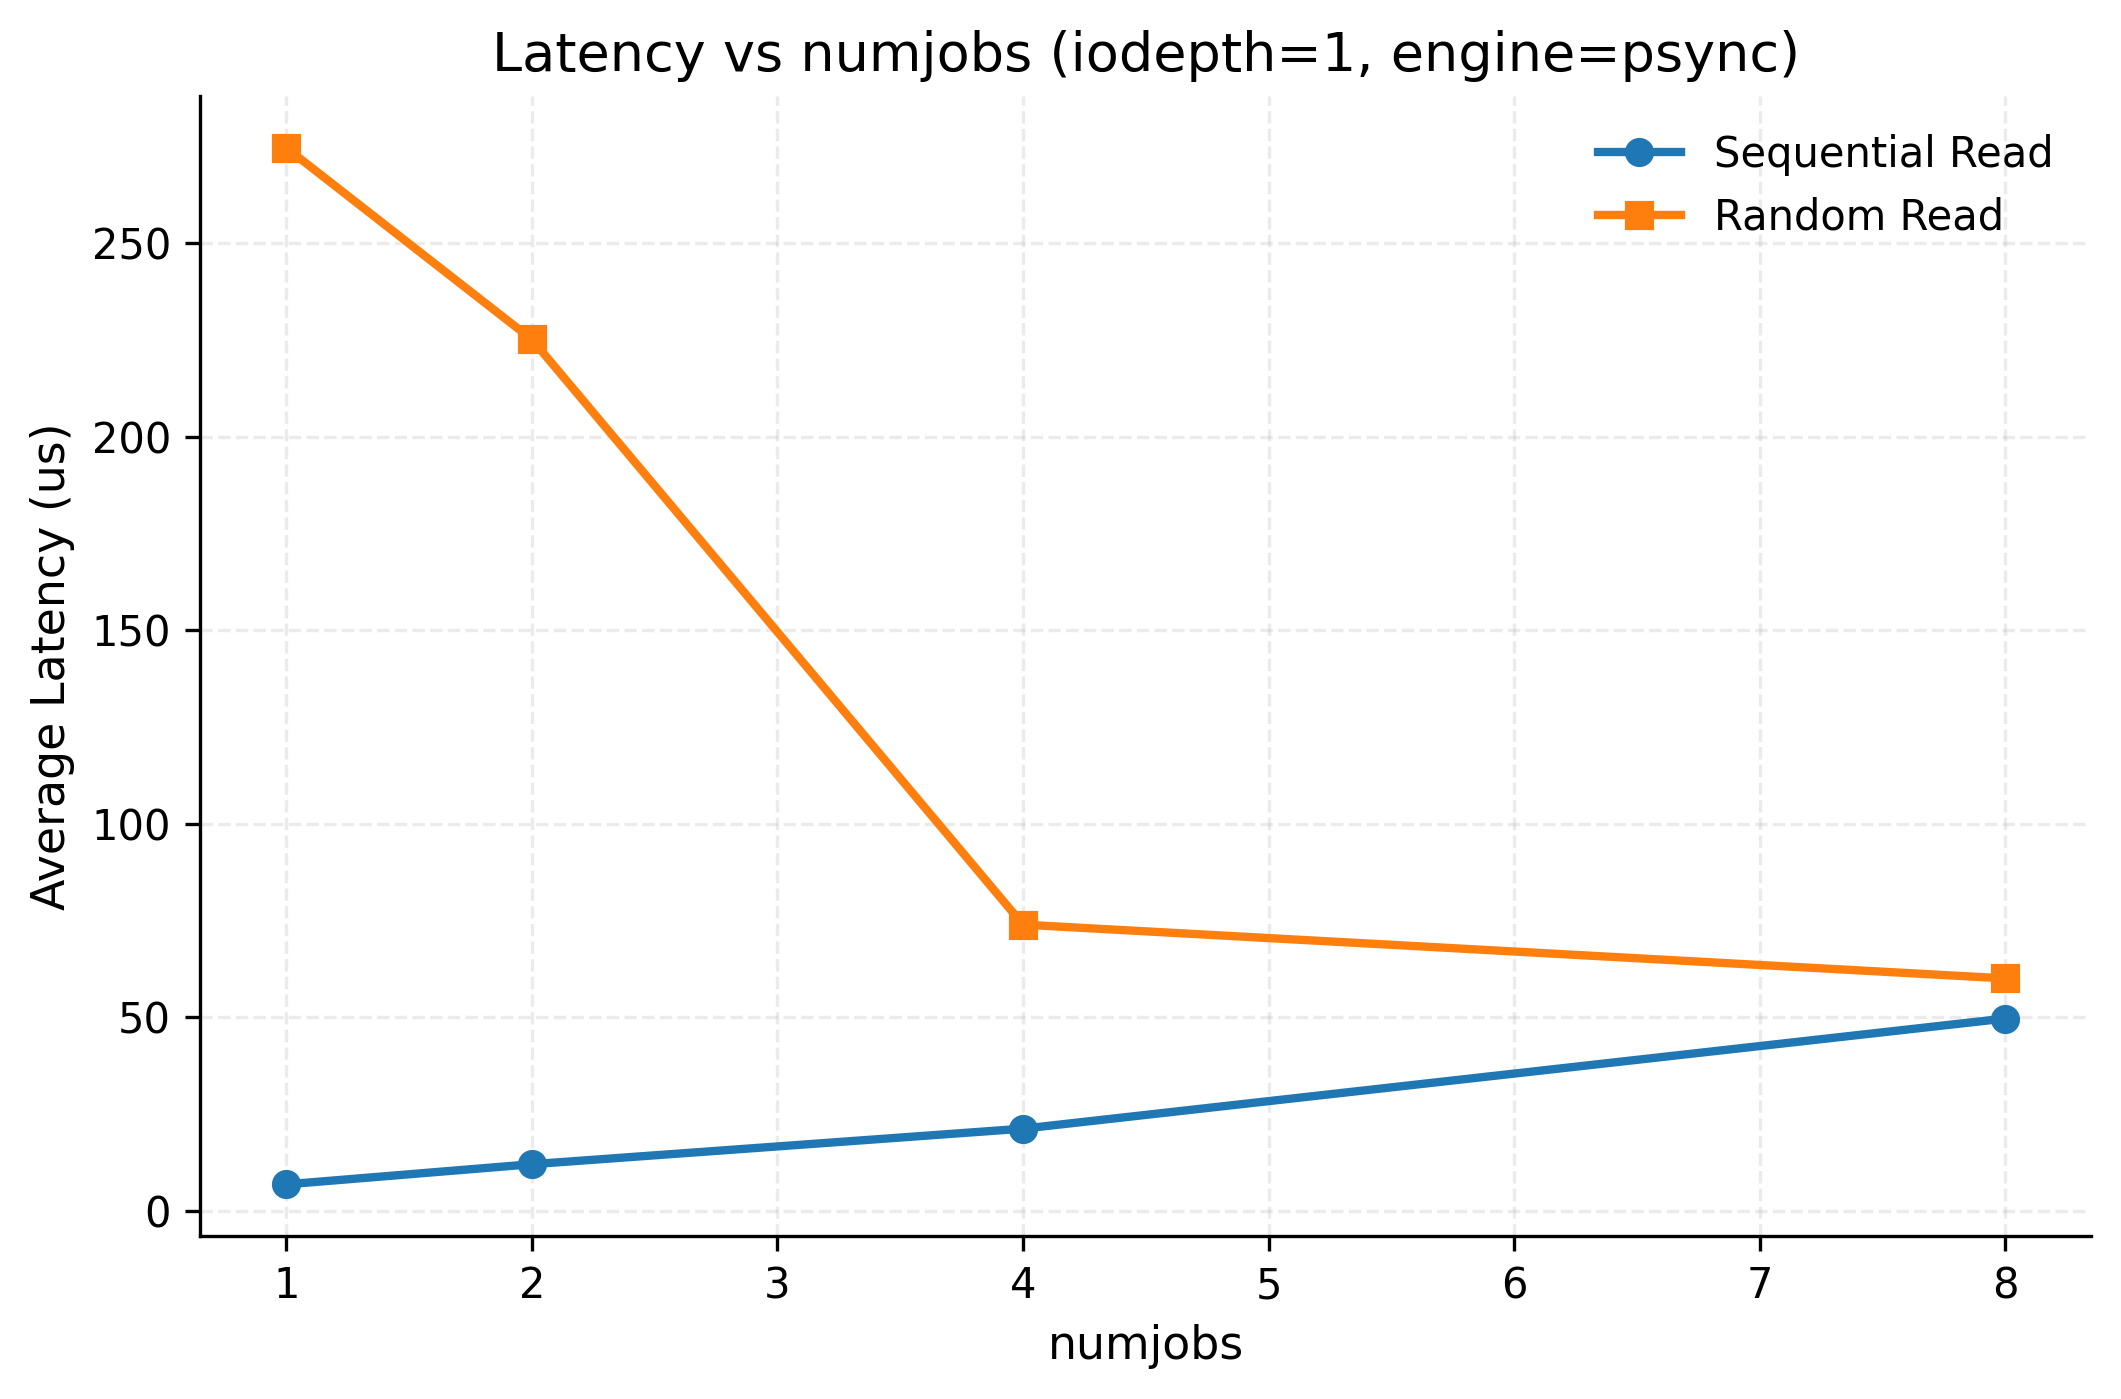 Latency vs numjobs (iodepth=1, engine=psync)
Sequential Read
Random Read
Average Latency (us)
250
200
150
100
50
0
1 2 3 4 5 6 7 8
numjobs